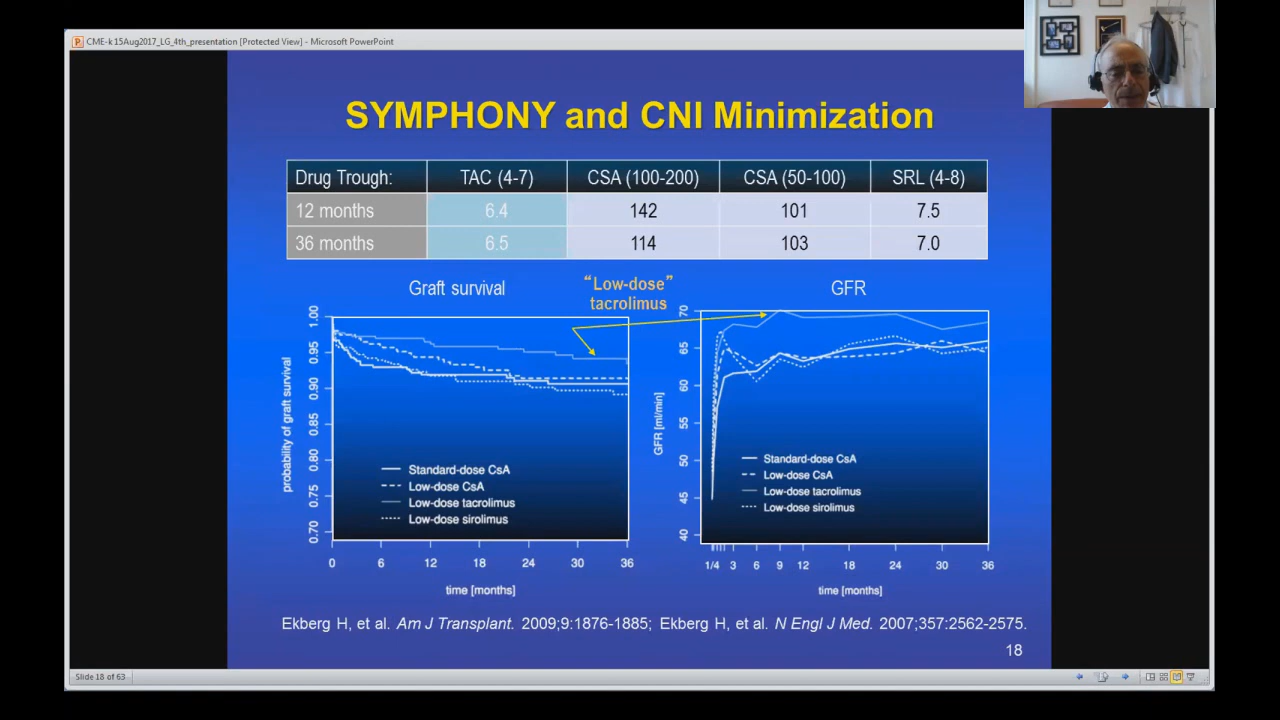 CME-k 15Aug2017_LG_4th_presentation [Protected View] - Microsoft PowerPoint
SYMPHONY and CNI Minimization
Drug Trough: TAC (4-7) CSA (100-200) CSA (50-100) SRL (4-8)
12 months 6.4 142 101 7.5
36 months 6.5 114 103 7.0
Graft survival
“Low-dose”
tacrolimus
GFR
probability of graft survival
1.00
0.95
0.90
0.85
0.80
0.75
0.70
Standard-dose CsA
Low-dose CsA
Low-dose tacrolimus
Low-dose sirolimus
0 6 12 18 24 30 36
time [months]
GFR [ml/min]
70
65
60
55
50
45
40
Standard-dose CsA
Low-dose CsA
Low-dose tacrolimus
Low-dose sirolimus
1/4 3 6 9 12 18 24 30 36
time [months]
Ekberg H, et al. Am J Transplant. 2009;9:1876-1885; Ekberg H, et al. N Engl J Med. 2007;357:2562-2575.
18
Slide 18 of 63